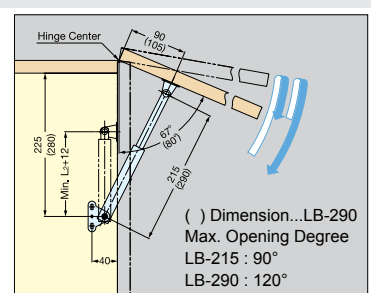 Hinge Center
90
(105)
225
(280)
Min. L2+12
67°
(80°)
215
(290)
40
( ) Dimension...LB-290
Max. Opening Degree
LB-215 : 90°
LB-290 : 120°